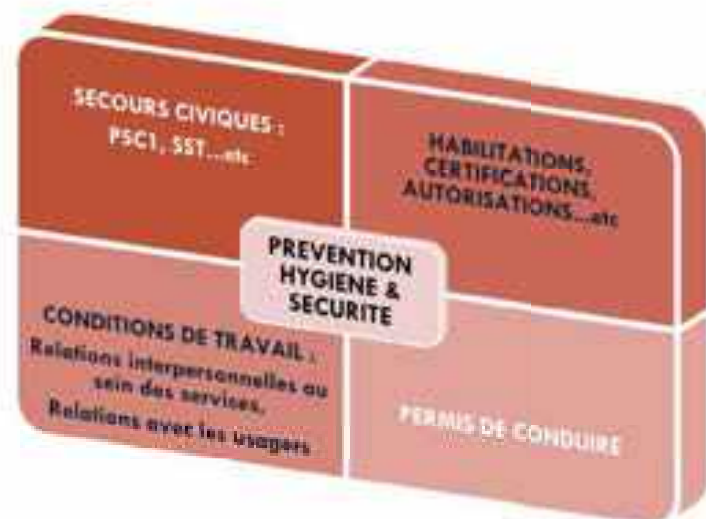 SECOURS CIVIQUES :
PSC1, SST...etc
HABILITATIONS,
CERTIFICATIONS,
AUTORISATIONS...etc
PREVENTION
HYGIENE &
SECURITE
CONDITIONS DE TRAVAIL :
Relations interpersonnelles au
sein des services,
Relations avec les usagers
PERMIS DE CONDUIRE